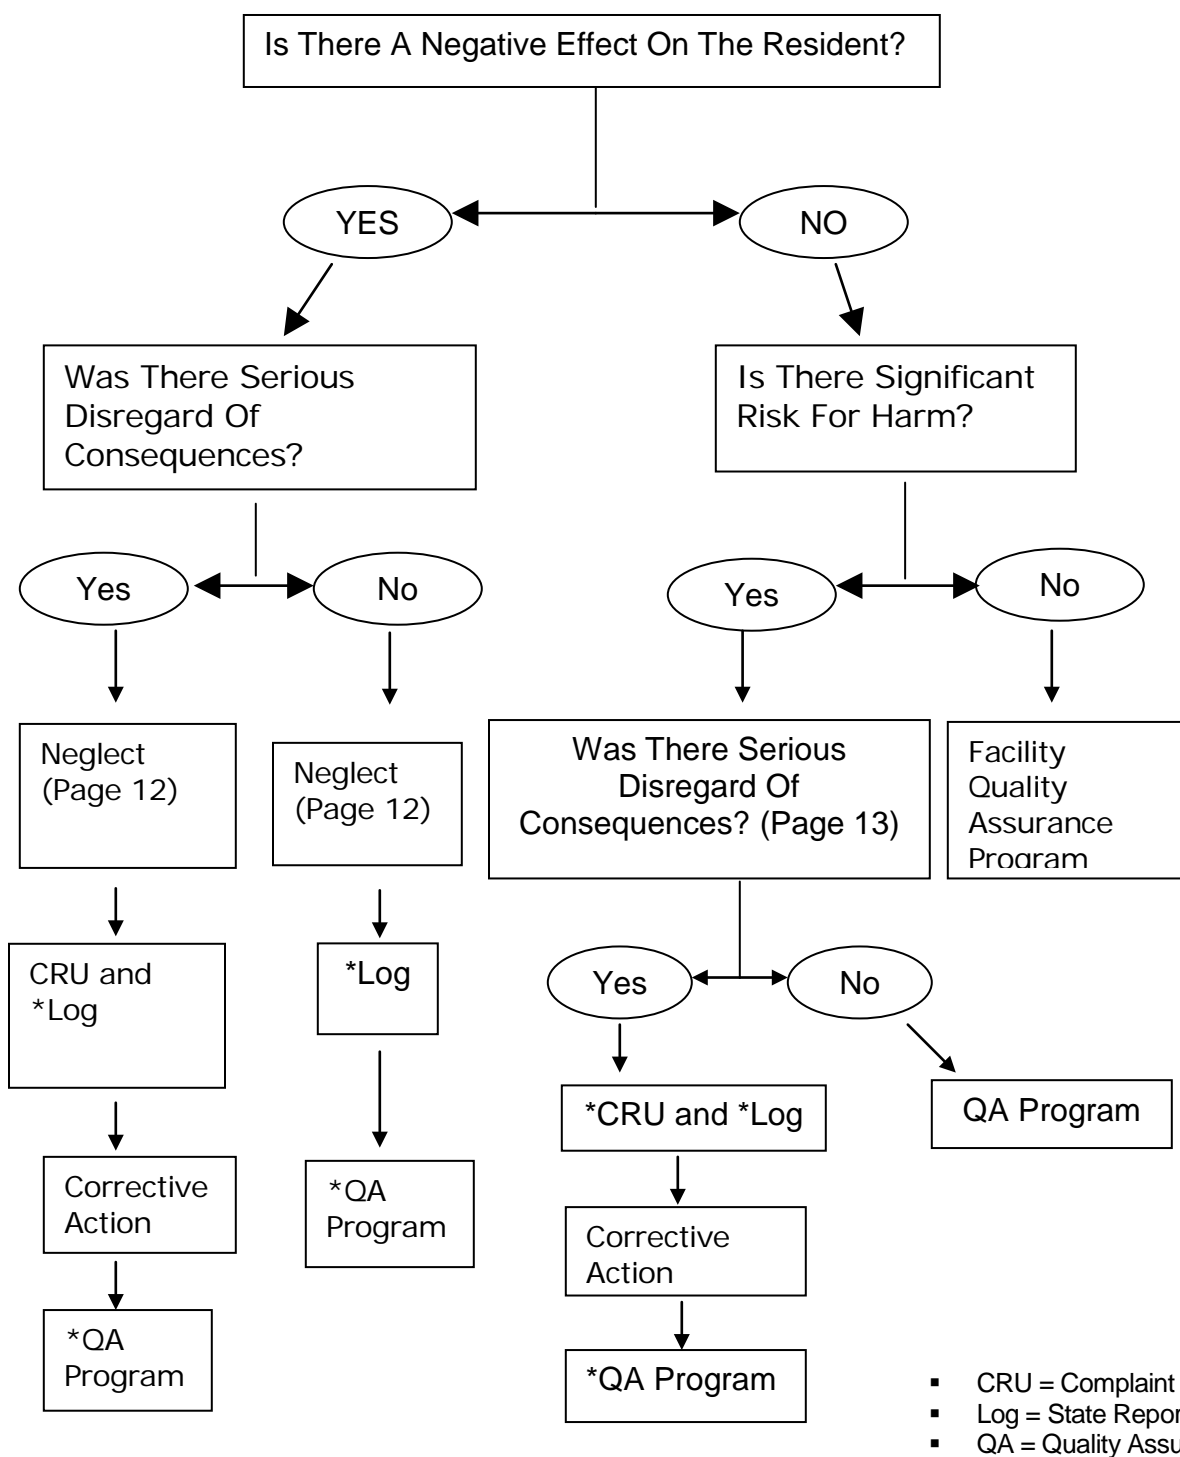 Is There A Negative Effect On The Resident?
YES
NO
Was There Serious
Disregard Of
Consequences?
Is There Significant
Risk For Harm?
Yes
No
Yes
No
Neglect
(Page 12)
Neglect
(Page 12)
Was There Serious
Disregard Of
Consequences? (Page 13)
Facility
Quality
Assurance
Program
CRU and
*Log
*Log
Yes
No
*CRU and *Log
QA Program
Corrective
Action
*QA
Program
Corrective
Action
*QA
Program
*QA Program
▪ CRU = Complaint
▪ Log = State Repor
▪ QA = Quality Assu